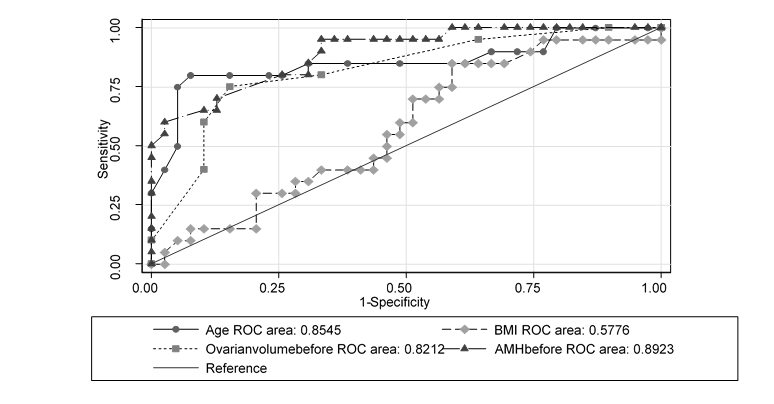 1.00
0.75
0.50
0.25
0.00
Sensitivity
0.00 0.25 0.50 0.75 1.00
1-Specificity
Age ROC area: 0.8545 BMI ROC area: 0.5776
Ovarianvolumebefore ROC area: 0.8212 AMHbefore ROC area: 0.8923
Reference